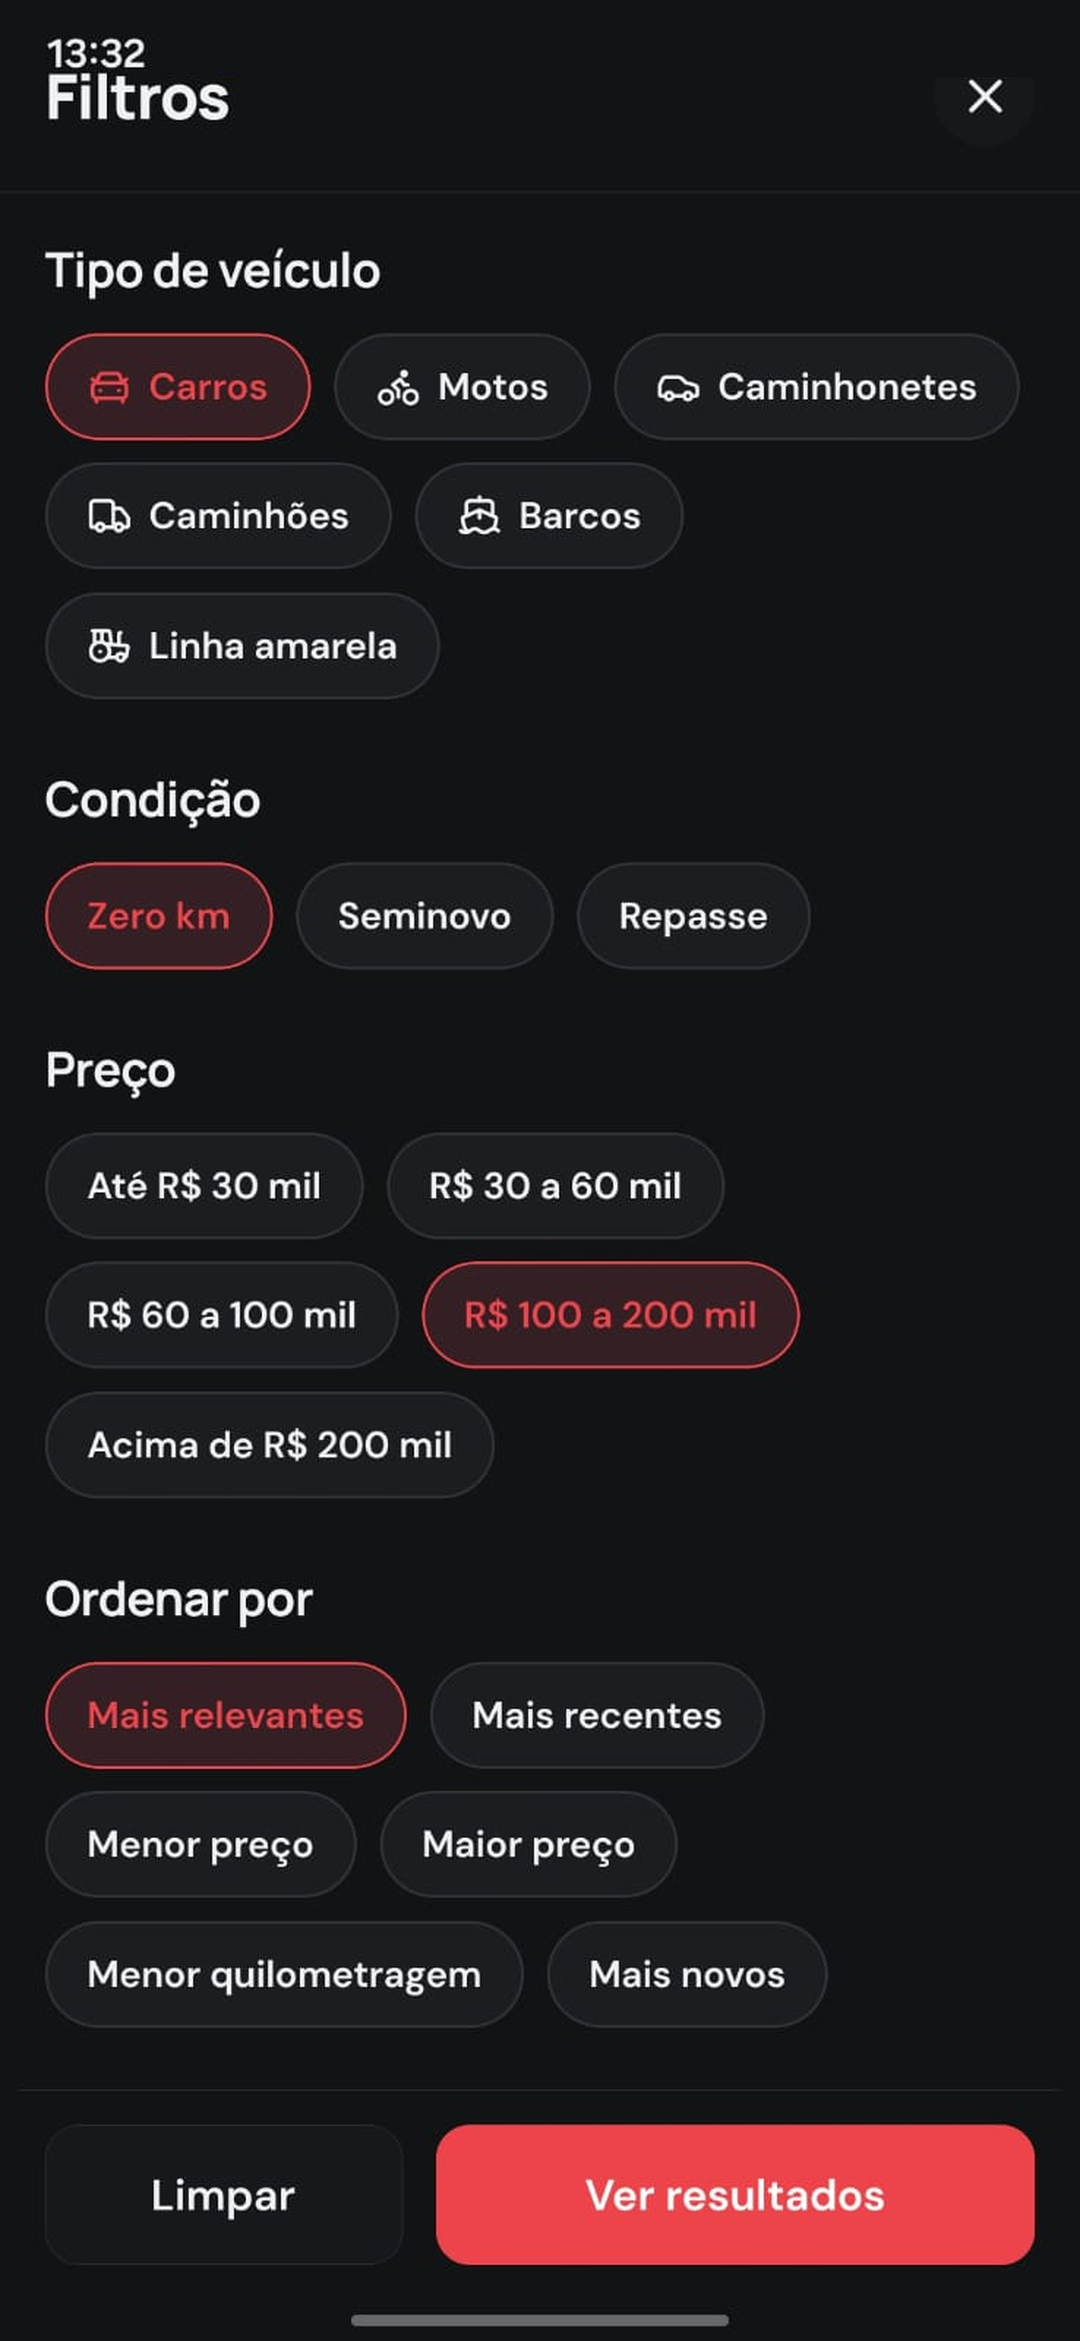 13:32
Filtros
Tipo de veículo
Carros Motos Caminhonetes
Caminhões Barcos
Linha amarela
Condição
Zero km Seminovo Repasse
Preço
Até R$ 30 mil R$ 30 a 60 mil
R$ 60 a 100 mil R$ 100 a 200 mil
Acima de R$ 200 mil
Ordenar por
Mais relevantes Mais recentes
Menor preço Maior preço
Menor quilometragem Mais novos
Limpar Ver resultados